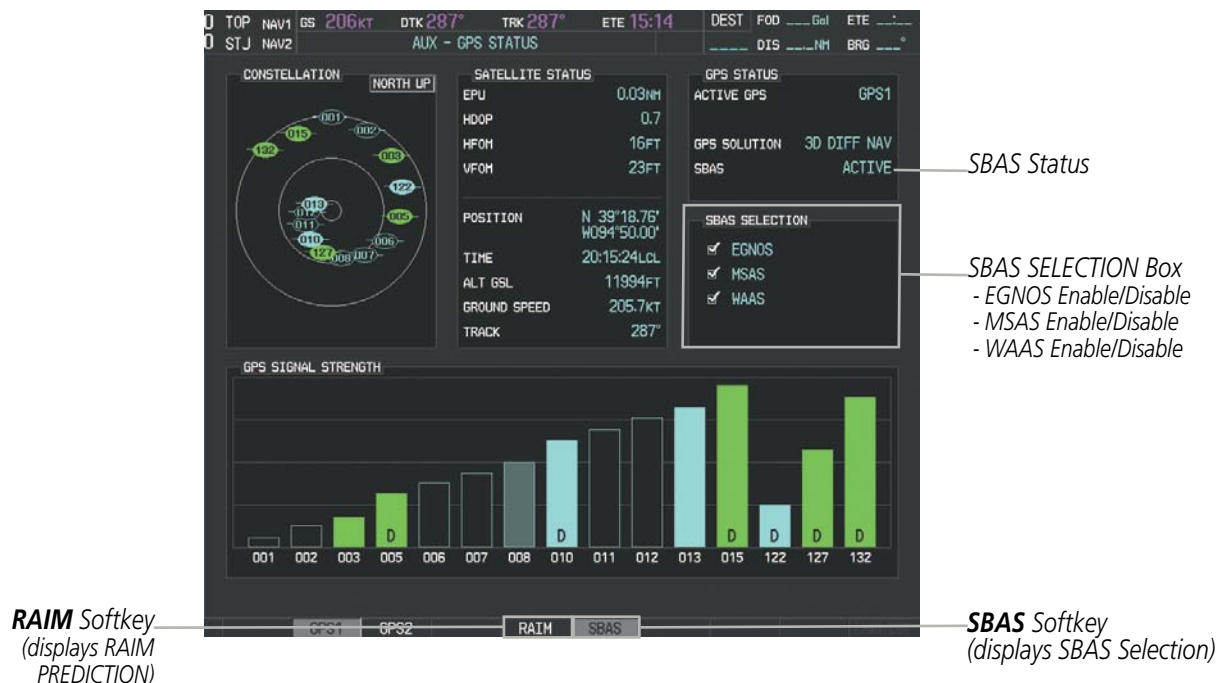 0 TOP NAV1 GS 206KT DTK 287° TRK 287° ETE 15:14 DEST FOD ___Gal ETE __:__
0 STJ NAV2 AUX - GPS STATUS ____ DIS __._NM BRG ___°
CONSTELLATION
NORTH UP
001
002
015
132
003
122
013
012
005
011
010
006
127
008
007
SATELLITE STATUS
EPU 0.03NM
HDOP 0.7
HFOM 16FT
VFOM 23FT
POSITION N 39°18.76'
W094°50.00'
TIME 20:15:24LCL
ALT GSL 11994FT
GROUND SPEED 205.7KT
TRACK 287°
GPS STATUS
ACTIVE GPS GPS1
GPS SOLUTION 3D DIFF NAV
SBAS ACTIVE
SBAS Status
SBAS SELECTION
EGNOS
MSAS
WAAS
SBAS SELECTION Box
- EGNOS Enable/Disable
- MSAS Enable/Disable
- WAAS Enable/Disable
GPS SIGNAL STRENGTH
D D D D D D
001 002 003 005 006 007 008 010 011 012 013 015 122 127 132
GPS1 GPS2 RAIM SBAS
RAIM Softkey
(displays RAIM
PREDICTION)
SBAS Softkey
(displays SBAS Selection)